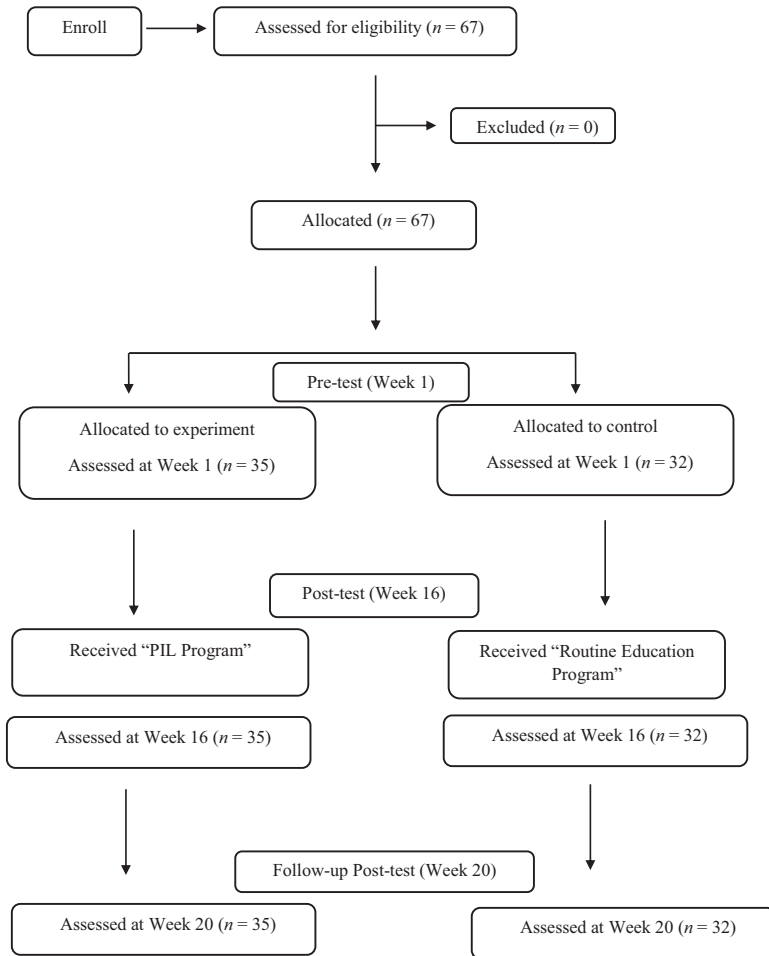 Enroll
Assessed for eligibility (n = 67)
Excluded (n = 0)
Allocated (n = 67)
Pre-test (Week 1)
Allocated to experiment
Assessed at Week 1 (n = 35)
Allocated to control
Assessed at Week 1 (n = 32)
Post-test (Week 16)
Received “PIL Program”
Received “Routine Education
Program”
Assessed at Week 16 (n = 35)
Assessed at Week 16 (n = 32)
Follow-up Post-test (Week 20)
Assessed at Week 20 (n = 35)
Assessed at Week 20 (n = 32)